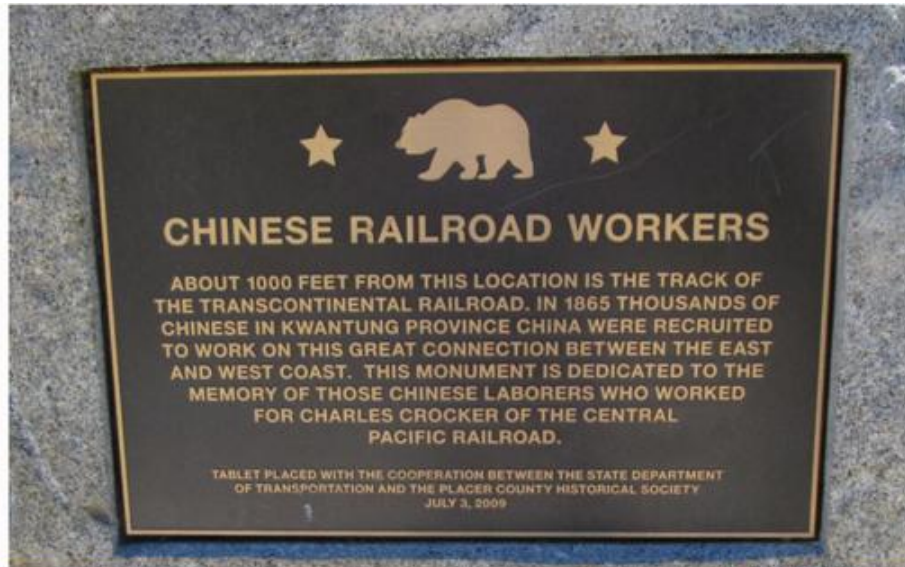 CHINESE RAILROAD WORKERS
ABOUT 1000 FEET FROM THIS LOCATION IS THE TRACK OF
THE TRANSCONTINENTAL RAILROAD. IN 1865 THOUSANDS OF
CHINESE IN KWANTUNG PROVINCE CHINA WERE RECRUITED
TO WORK ON THIS GREAT CONNECTION BETWEEN THE EAST
AND WEST COAST. THIS MONUMENT IS DEDICATED TO THE
MEMORY OF THOSE CHINESE LABORERS WHO WORKED
FOR CHARLES CROCKER OF THE CENTRAL
PACIFIC RAILROAD.
TABLET PLACED WITH THE COOPERATION BETWEEN THE STATE DEPARTMENT
OF TRANSPORTATION AND THE PLACER COUNTY HISTORICAL SOCIETY
JULY 3, 2009